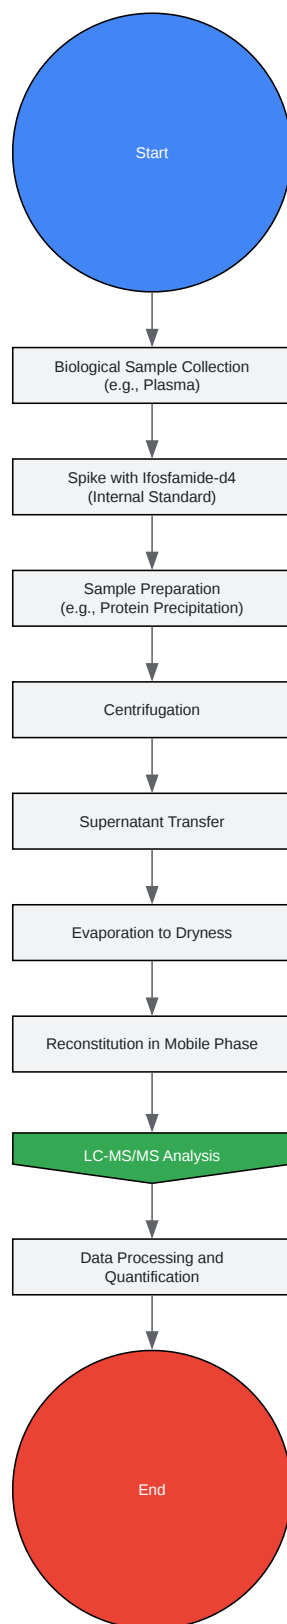 Start
Biological Sample Collection
(e.g., Plasma)
Spike with Ifosfamide-d4
(Internal Standard)
Sample Preparation
(e.g., Protein Precipitation)
Centrifugation
Supernatant Transfer
Evaporation to Dryness
Reconstitution in Mobile Phase
LC-MS/MS Analysis
Data Processing and
Quantification
End